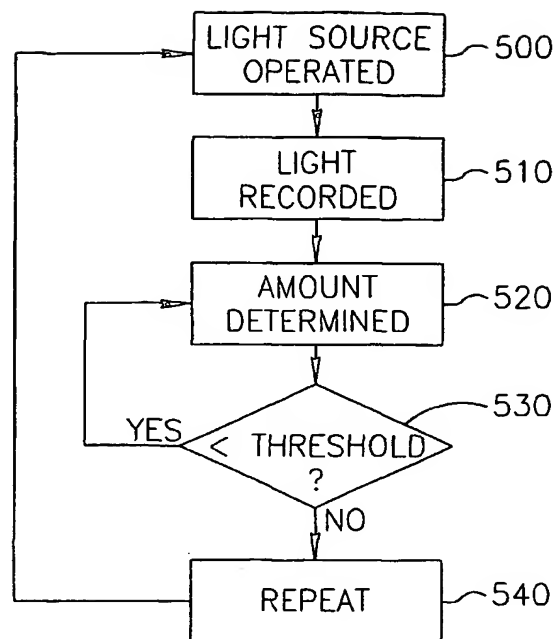 LIGHT SOURCE
OPERATED
500
LIGHT
RECORDED
510
AMOUNT
DETERMINED
520
530
YES
< THRESHOLD
?
NO
REPEAT
540